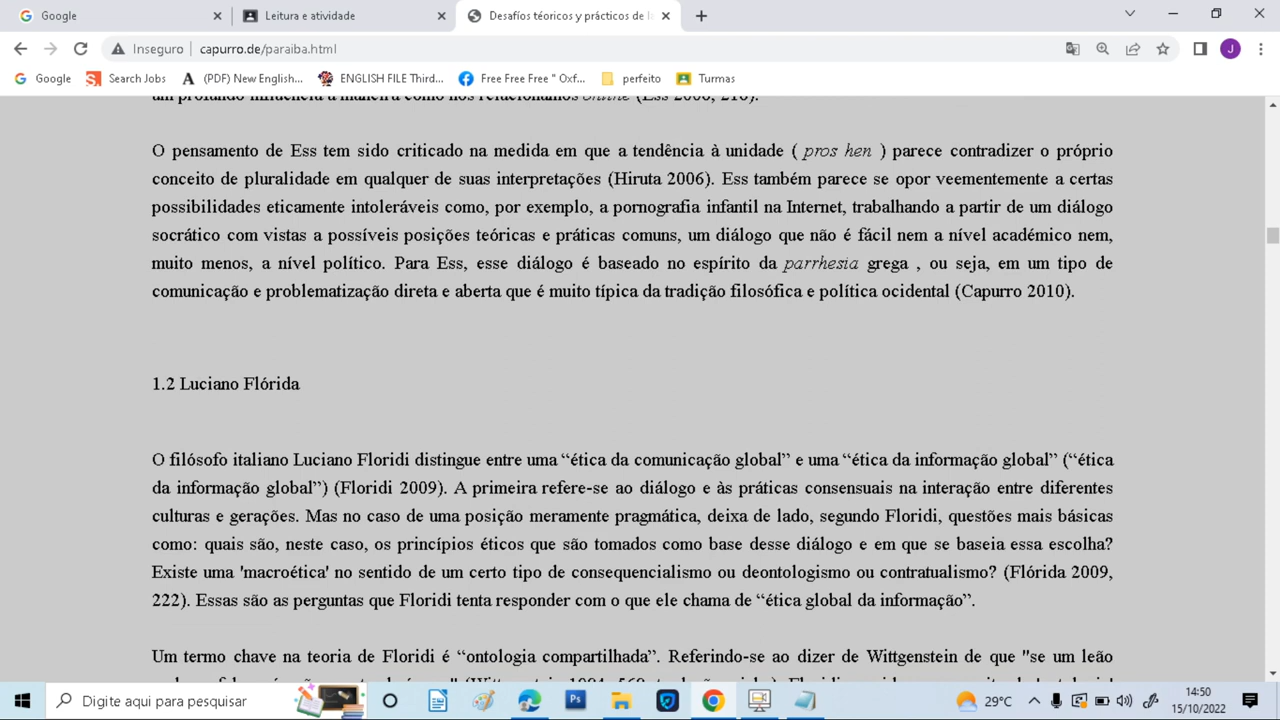 Google
Leitura e atividade
Desafíos téoricos y prácticos de l
Inseguro
capurro.de/paraiba.html
J
Google
Search Jobs
(PDF) New English...
ENGLISH FILE Third...
Free Free Free " Oxf...
perfeito
Turmas
um profundo influência a maneira como nos relacionamos online (Ess 2006, 216).
O pensamento de Ess tem sido criticado na medida em que a tendência à unidade ( pros hen ) parece contradizer o próprio
conceito de pluralidade em qualquer de suas interpretações (Hiruta 2006). Ess também parece se opor veementemente a certas
possibilidades eticamente intoleráveis como, por exemplo, a pornografia infantil na Internet, trabalhando a partir de um diálogo
socrático com vistas a possíveis posições teóricas e práticas comuns, um diálogo que não é fácil nem a nível académico nem,
muito menos, a nível político. Para Ess, esse diálogo é baseado no espírito da parrhesia grega , ou seja, em um tipo de
comunicação e problematização direta e aberta que é muito típica da tradição filosófica e política ocidental (Capurro 2010).
1.2 Luciano Flórida
O filósofo italiano Luciano Floridi distingue entre uma “ética da comunicação global” e uma “ética da informação global” (“ética
da informação global”) (Floridi 2009). A primeira refere-se ao diálogo e às práticas consensuais na interação entre diferentes
culturas e gerações. Mas no caso de uma posição meramente pragmática, deixa de lado, segundo Floridi, questões mais básicas
como: quais são, neste caso, os princípios éticos que são tomados como base desse diálogo e em que se baseia essa escolha?
Existe uma 'macroética' no sentido de um certo tipo de consequencialismo ou deontologismo ou contratualismo? (Flórida 2009,
222). Essas são as perguntas que Floridi tenta responder com o que ele chama de “ética global da informação”.
Um termo chave na teoria de Floridi é “ontologia compartilhada”. Referindo-se ao dizer de Wittgenstein de que "se um leão
Digite aqui para pesquisar
29°C
14:50
15/10/2022